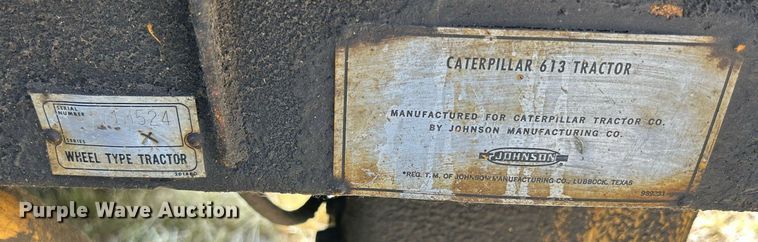 SERIAL
NUMBER
SERIES
X
WHEEL TYPE TRACTOR
CATERPILLAR 613 TRACTOR
MANUFACTURED FOR CATERPILLAR TRACTOR CO.
BY JOHNSON MANUFACTURING CO.
JOHNSON
*REG. T.M. OF JOHNSON MANUFACTURING CO., LUBBOCK, TEXAS
Purple Wave Auction